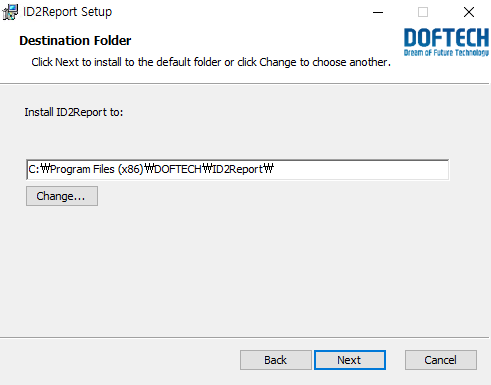 ID2Report Setup
Destination Folder
Click Next to install to the default folder or click Change to choose another.
DOFTECH
Dream of Future Technology
Install ID2Report to:
C:₩Program Files (x86)₩DOFTECH₩ID2Report₩
Change...
Back
Next
Cancel